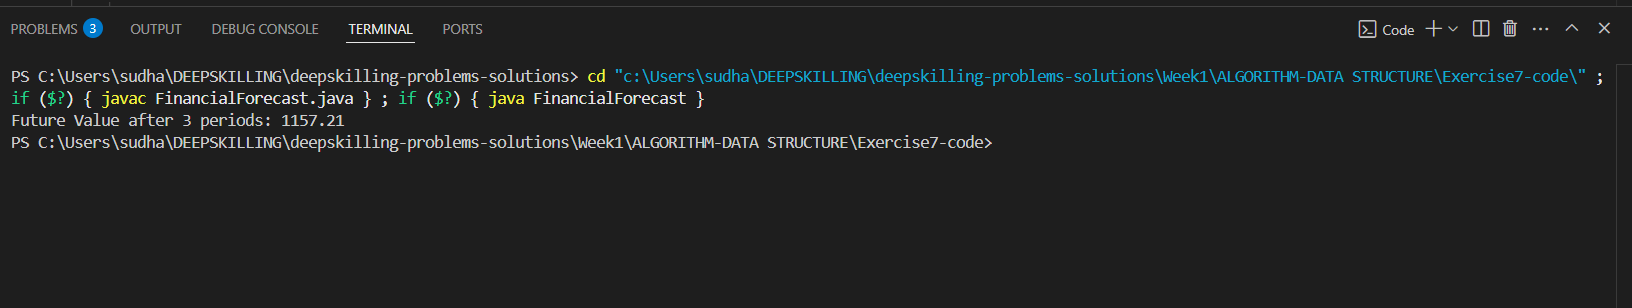 PROBLEMS 3 OUTPUT DEBUG CONSOLE TERMINAL PORTS Code
PS C:\Users\sudha\DEEPSKILLING\deepskilling-problems-solutions> cd "c:\Users\sudha\DEEPSKILLING\deepskilling-problems-solutions\Week1\ALGORITHM-DATA STRUCTURE\Exercise7-code\" ;
if ($?) { javac FinancialForecast.java } ; if ($?) { java FinancialForecast }
Future Value after 3 periods: 1157.21
PS C:\Users\sudha\DEEPSKILLING\deepskilling-problems-solutions\Week1\ALGORITHM-DATA STRUCTURE\Exercise7-code>